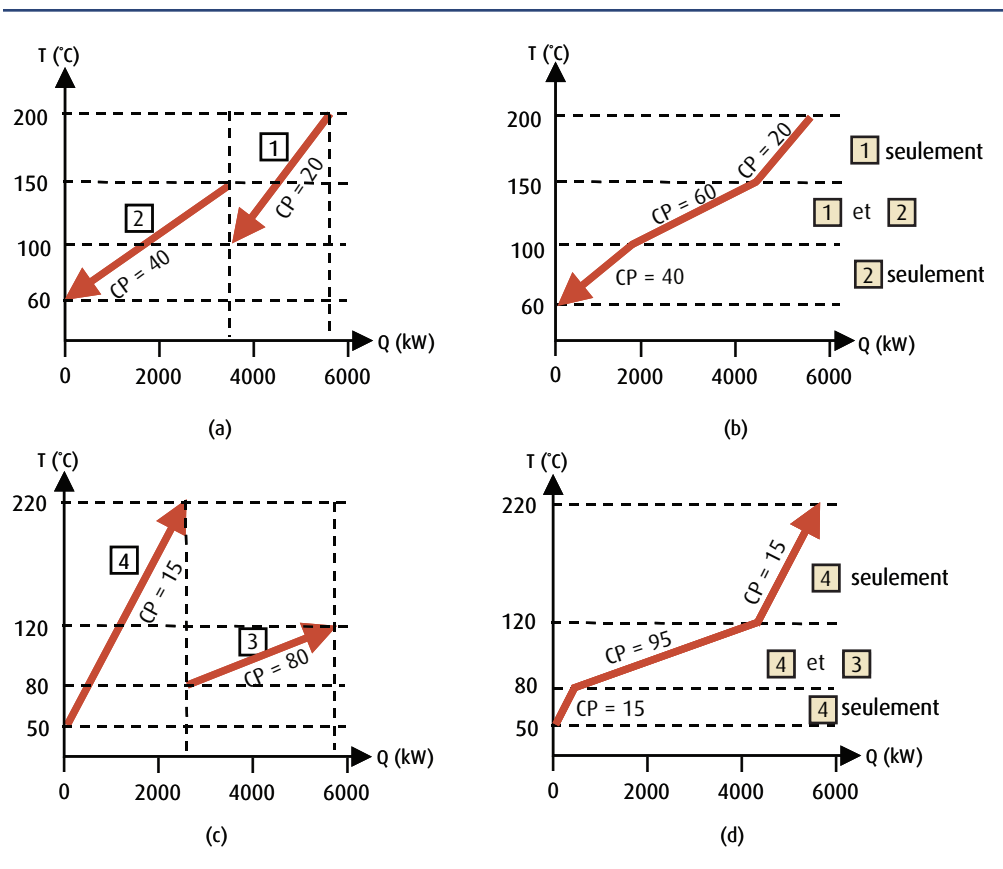 T (°C)
200
150
100
60
1
2
CP = 20
CP = 40
Q (kW)
0 2000 4000 6000
(a)
T (°C)
200
150
100
60
CP = 20
CP = 60
CP = 40
1 seulement
1 et 2
2 seulement
Q (kW)
0 2000 4000 6000
(b)
T (°C)
220
120
80
50
4
CP = 15
3
CP = 80
Q (kW)
0 2000 4000 6000
(c)
T (°C)
220
120
80
50
CP = 15
CP = 95
CP = 15
4 seulement
4 et 3
4 seulement
Q (kW)
0 2000 4000 6000
(d)